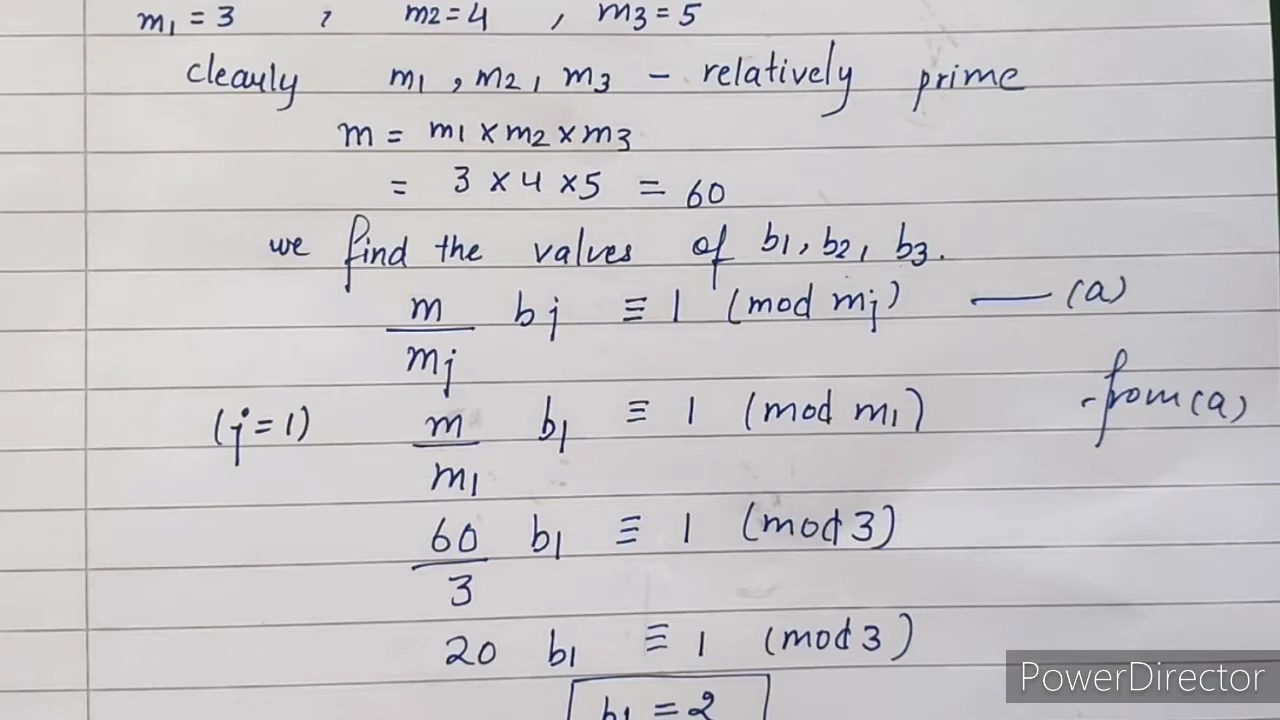 m1 = 3 , m2 = 4 , m3 = 5
clearly m1 , m2 , m3 - relatively prime
m = m1 × m2 × m3
= 3 × 4 × 5 = 60
we find the values of b1, b2, b3.
m/mj bj ≡ 1 (mod mj) — (a)
(j = 1) m/m1 b1 ≡ 1 (mod m1) - from (a)
60/3 b1 ≡ 1 (mod 3)
20 b1 ≡ 1 (mod 3)
b1 = 2
PowerDirector